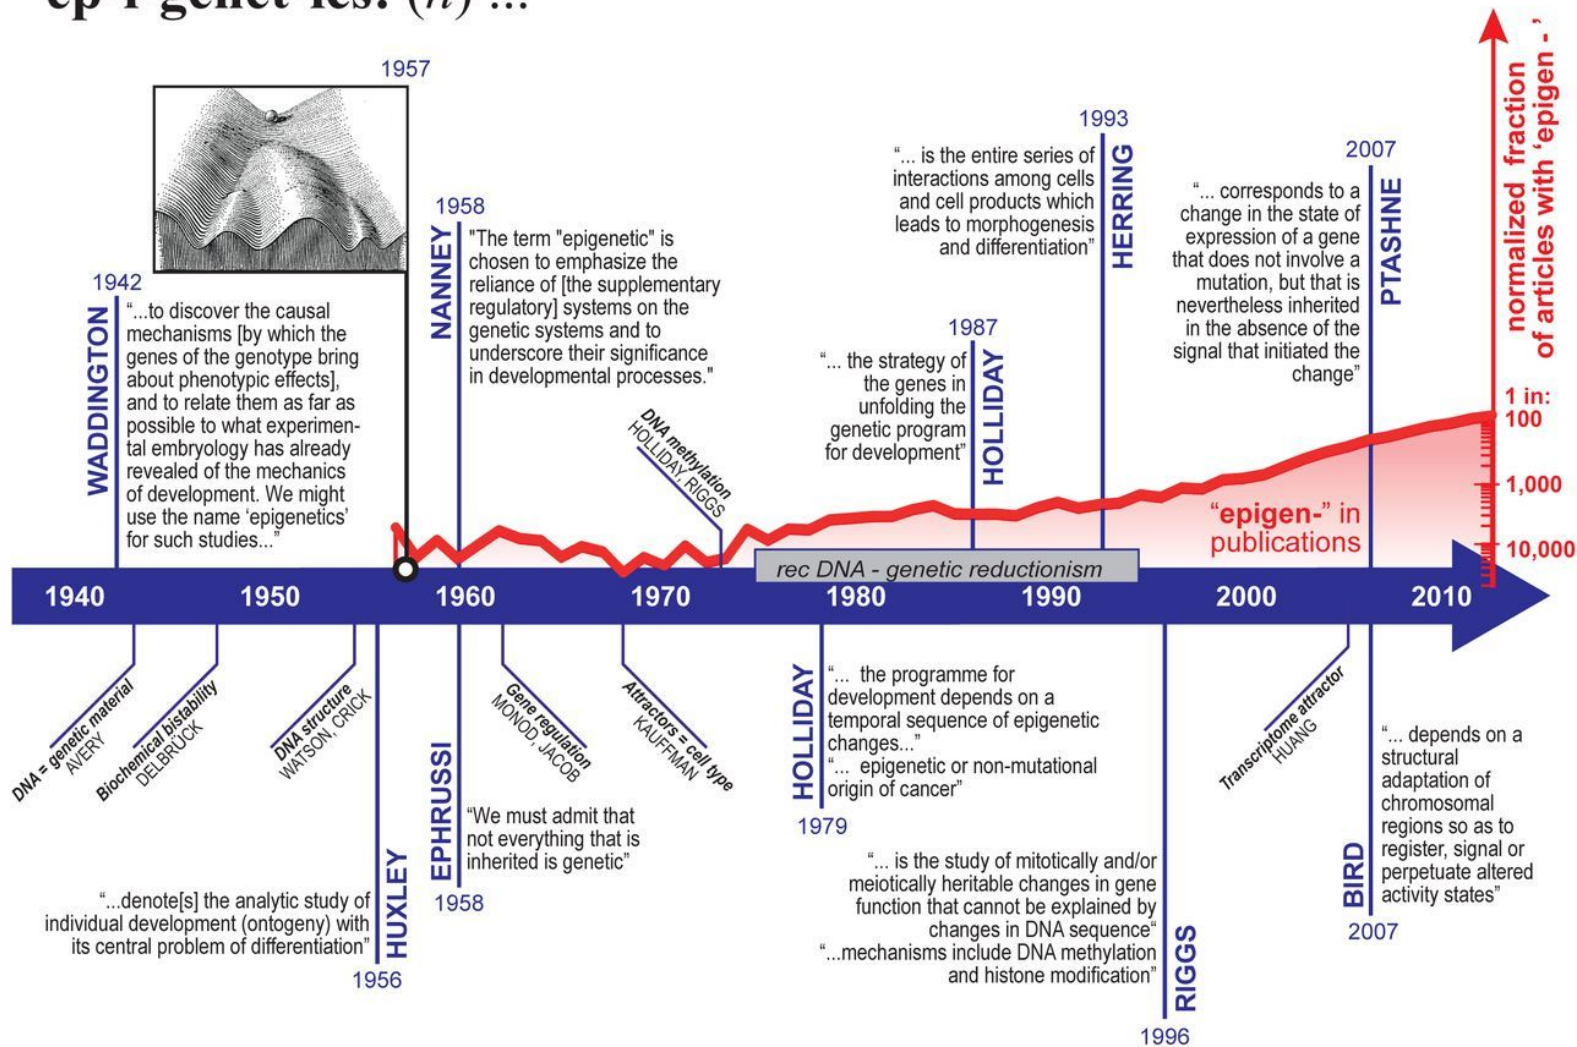 ep-i·genet·ics: (n) ...
1957
1942
WADDINGTON
“...to discover the causal
mechanisms [by which the
genes of the genotype bring
about phenotypic effects],
and to relate them as far as
possible to what experimen-
tal embryology has already
revealed of the mechanics
of development. We might
use the name ‘epigenetics’
for such studies...”
1958
NANNEY
"The term "epigenetic" is
chosen to emphasize the
reliance of [the supplementary
regulatory] systems on the
genetic systems and to
underscore their significance
in developmental processes."
DNA methylation
HOLLIDAY, RIGGS
1987
HOLLIDAY
“... the strategy of
the genes in
unfolding the
genetic program
for development”
1993
HERRING
“... is the entire series of
interactions among cells
and cell products which
leads to morphogenesis
and differentiation”
2007
PTASHNE
“... corresponds to a
change in the state of
expression of a gene
that does not involve a
mutation, but that is
nevertheless inherited
in the absence of the
signal that initiated the
change”
normalized fraction
of articles with ‘epigen - ’
1 in:
100
1,000
10,000
“epigen-” in
publications
rec DNA - genetic reductionism
1940 1950 1960 1970 1980 1990 2000 2010
DNA = genetic material
AVERY
Biochemical bistability
DELBRÜCK
DNA structure
WATSON, CRICK
Gene regulation
MONOD, JACOB
Attractors = cell type
KAUFFMAN
Transcriptome attractor
HUANG
“...denote[s] the analytic study of
individual development (ontogeny) with
its central problem of differentiation”
HUXLEY
1956
EPHRUSSI
“We must admit that
not everything that is
inherited is genetic”
1958
HOLLIDAY
“... the programme for
development depends on a
temporal sequence of epigenetic
changes...”
“... epigenetic or non-mutational
origin of cancer”
1979
“... is the study of mitotically and/or
meiotically heritable changes in gene
function that cannot be explained by
changes in DNA sequence“
“...mechanisms include DNA methylation
and histone modification”
RIGGS
1996
BIRD
“... depends on a
structural
adaptation of
chromosomal
regions so as to
register, signal or
perpetuate altered
activity states”
2007